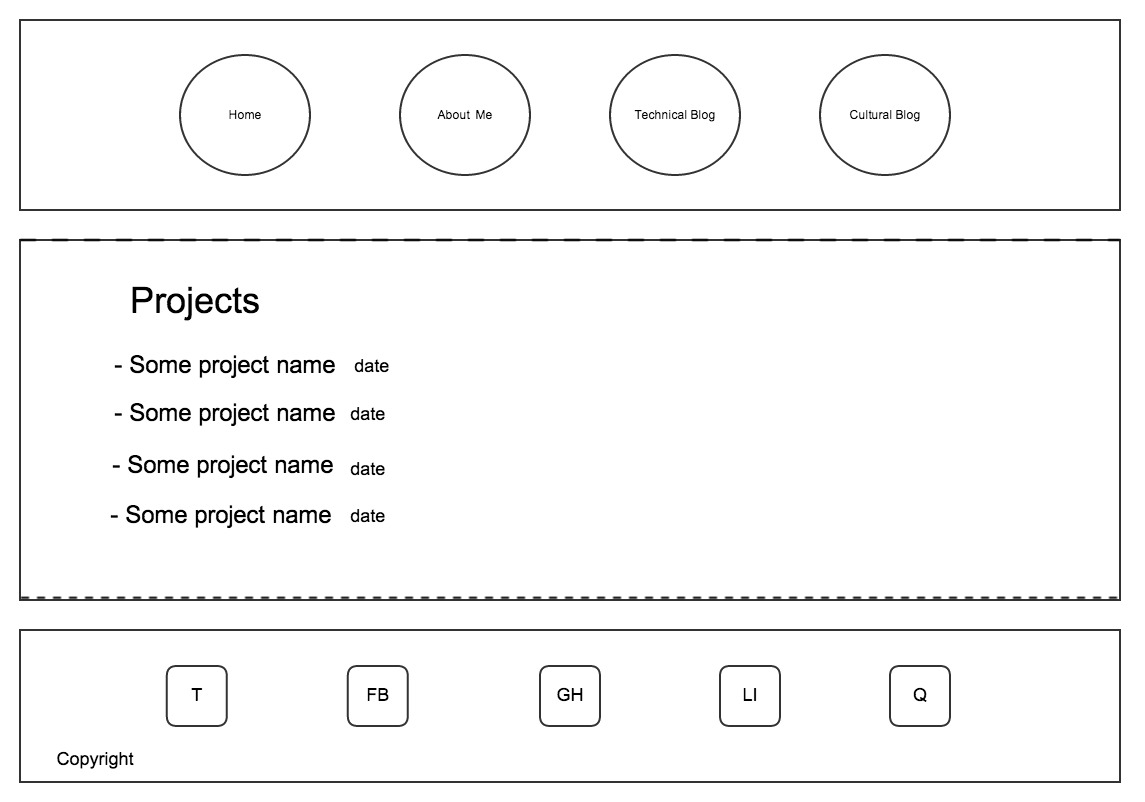 Home About Me Technical Blog Cultural Blog
Projects
- Some project name date
- Some project name date
- Some project name date
- Some project name date
T FB GH LI Q
Copyright